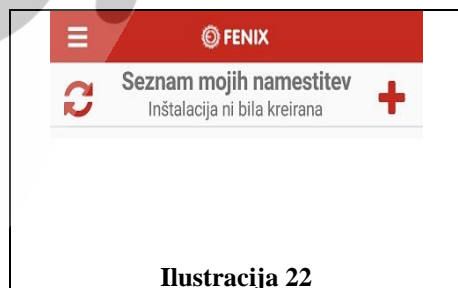 FENIX
Seznam mojih namestitev
Inštalacija ni bila kreirana
Ilustracija 22